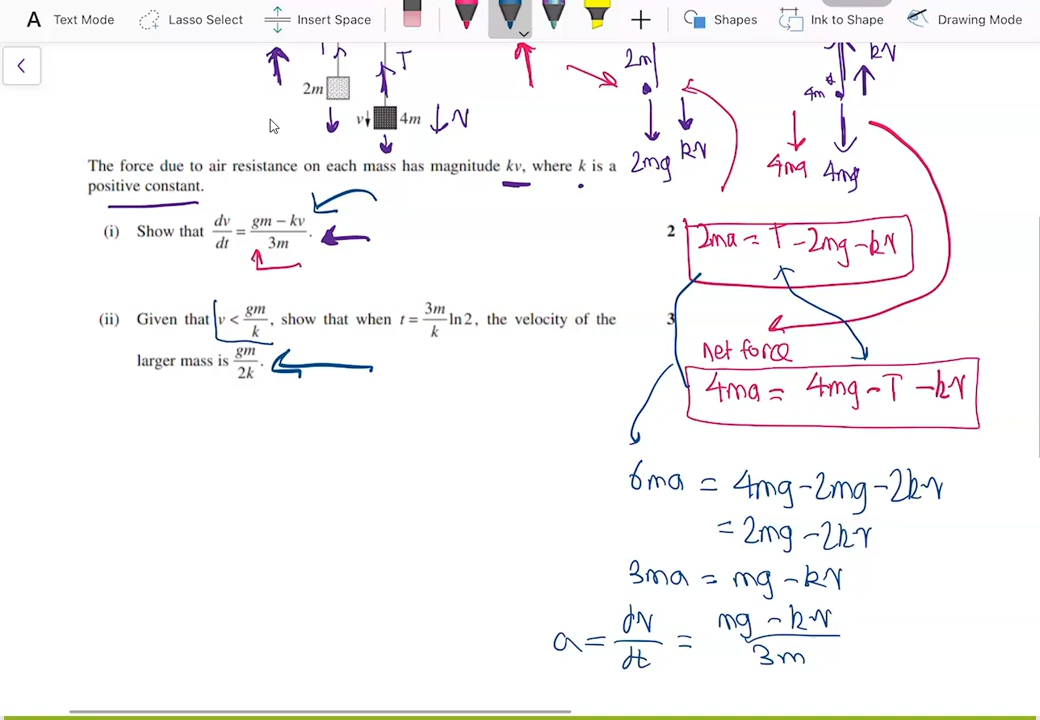 A Text Mode Lasso Select Insert Space Shapes Ink to Shape Drawing Mode
T
2m
v 4m v
2m
2mg kv
kv
4m
4mg 4mg
The force due to air resistance on each mass has magnitude kv, where k is a
positive constant.
(i) Show that dv/dt = (gm − kv)/3m. 2
(ii) Given that v < gm/k, show that when t = 3m/k ln 2, the velocity of the 3
larger mass is gm/2k.
2ma = T - 2mg - kv
net force
4ma = 4mg - T - kv
6ma = 4mg - 2mg - 2kv
= 2mg - 2kv
3ma = mg - kv
a = dv/dt = (mg - kv)/3m